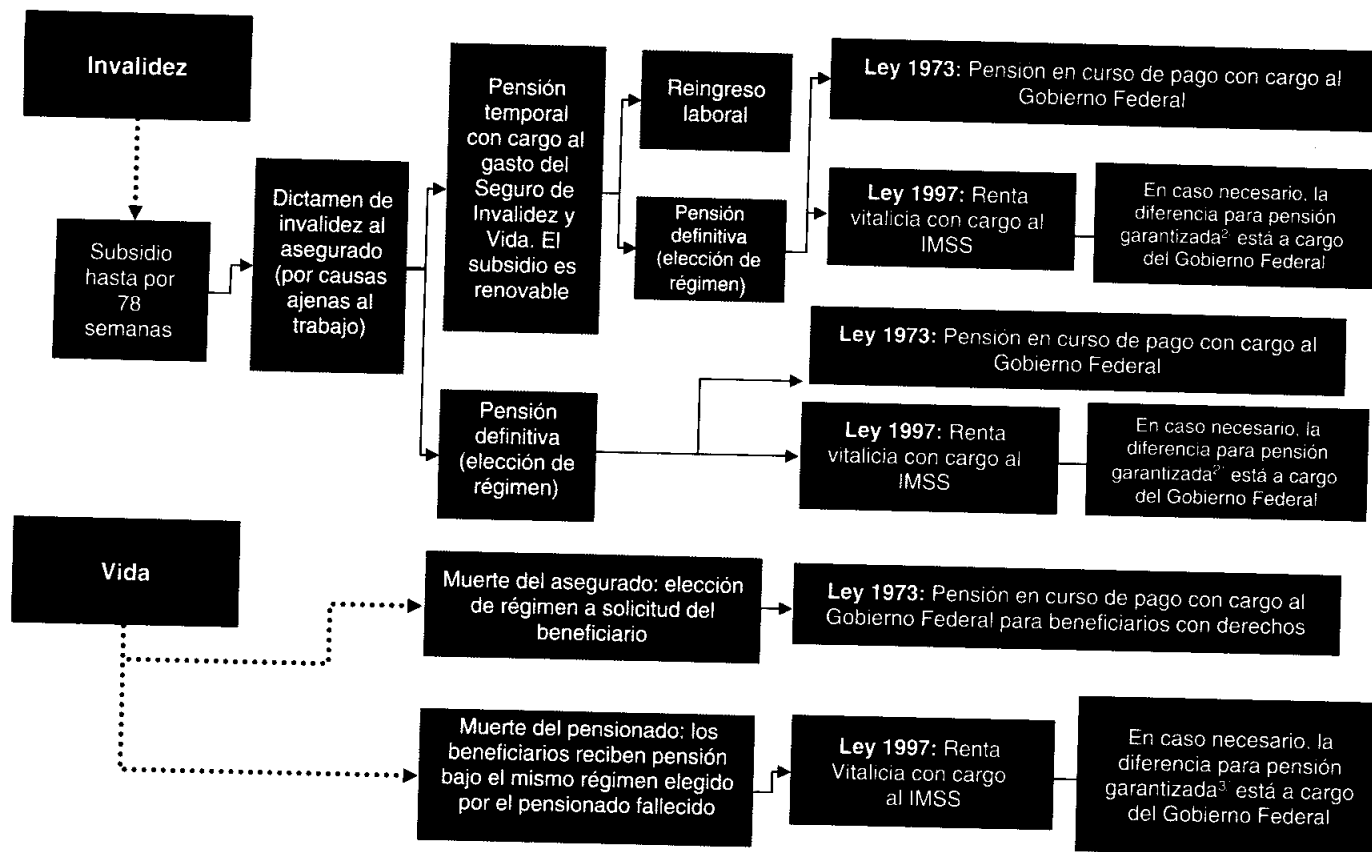 Invalidez
Subsidio
hasta por
78
semanas
Dictamen de
invalidez al
asegurado
(por causas
ajenas al
trabajo)
Pensión
temporal
con cargo al
gasto del
Seguro de
Invalidez y
Vida. El
subsidio es
renovable
Reingreso
laboral
Pensión
definitiva
(elección de
régimen)
Ley 1973: Pensión en curso de pago con cargo al
Gobierno Federal
Ley 1997: Renta
vitalicia con cargo al
IMSS
En caso necesario, la
diferencia para pensión
garantizada2 está a cargo
del Gobierno Federal
Pensión
definitiva
(elección de
régimen)
Ley 1973: Pensión en curso de pago con cargo al
Gobierno Federal
Ley 1997: Renta
vitalicia con cargo al
IMSS
En caso necesario, la
diferencia para pensión
garantizada2 está a cargo
del Gobierno Federal
Vida
Muerte del asegurado: elección
de régimen a solicitud del
beneficiario
Ley 1973: Pensión en curso de pago con cargo al
Gobierno Federal para beneficiarios con derechos
Muerte del pensionado: los
beneficiarios reciben pensión
bajo el mismo régimen elegido
por el pensionado fallecido
Ley 1997: Renta
Vitalicia con cargo
al IMSS
En caso necesario, la
diferencia para pensión
garantizada3 está a cargo
del Gobierno Federal